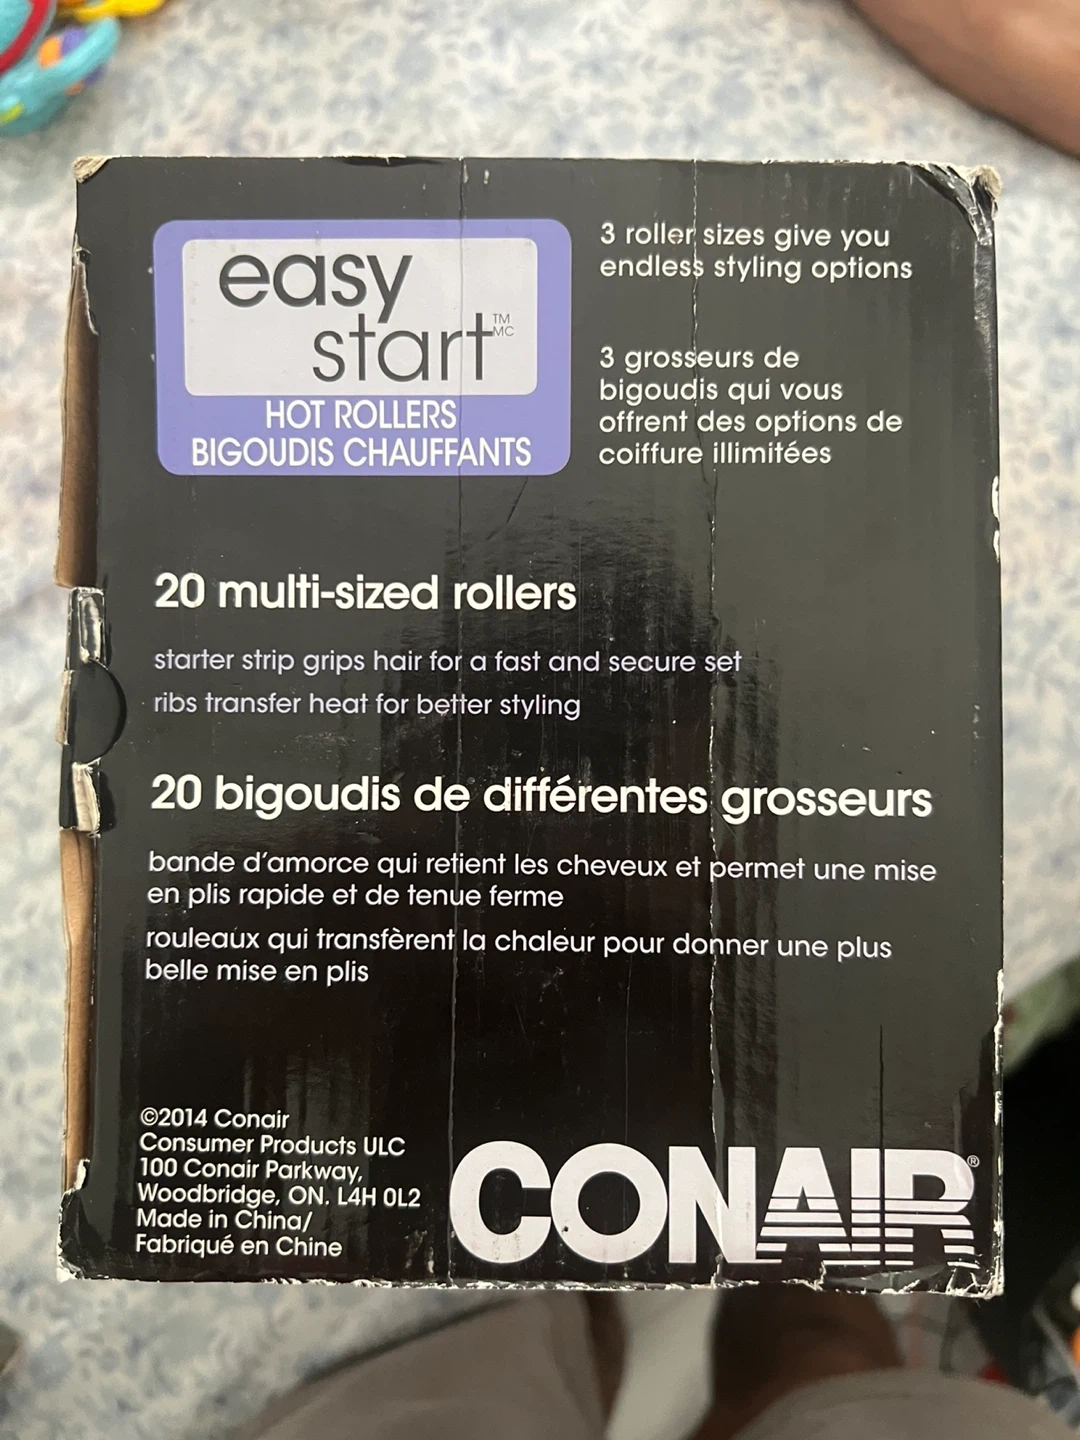 easy
start™
MC
HOT ROLLERS
BIGOUDIS CHAUFFANTS
3 roller sizes give you
endless styling options
3 grosseurs de
bigoudis qui vous
offrent des options de
coiffure illimitées
20 multi-sized rollers
starter strip grips hair for a fast and secure set
ribs transfer heat for better styling
20 bigoudis de différentes grosseurs
bande d'amorce qui retient les cheveux et permet une mise
en plis rapide et de tenue ferme
rouleaux qui transfèrent la chaleur pour donner une plus
belle mise en plis
©2014 Conair
Consumer Products ULC
100 Conair Parkway,
Woodbridge, ON. L4H 0L2
Made in China/
Fabriqué en Chine
CONAIR®